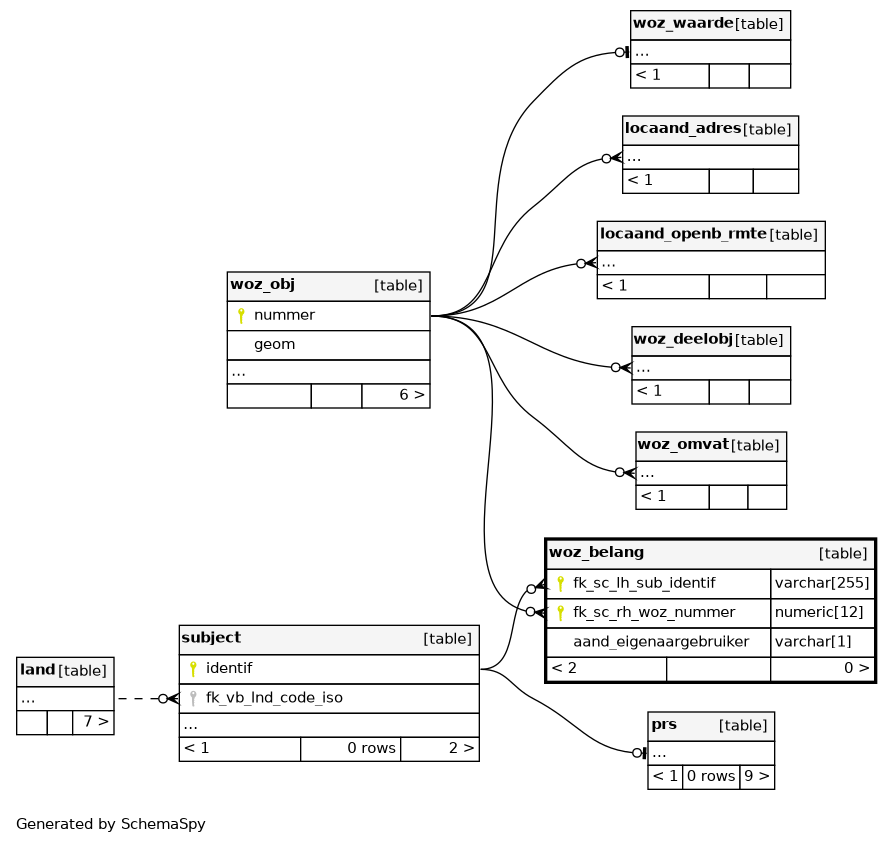 woz_waarde [table]
...
< 1
locaand_adres [table]
...
< 1
locaand_openb_rmte [table]
...
< 1
woz_obj [table]
nummer
geom
...
6 >
woz_deelobj [table]
...
< 1
woz_omvat [table]
...
< 1
woz_belang [table]
fk_sc_lh_sub_identif varchar[255]
fk_sc_rh_woz_nummer numeric[12]
aand_eigenaargebruiker varchar[1]
< 2 0 >
subject [table]
identif
fk_vb_lnd_code_iso
...
< 1 0 rows 2 >
land [table]
...
7 >
prs [table]
...
< 1 0 rows 9 >
Generated by SchemaSpy